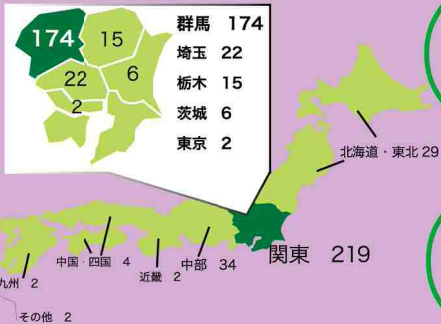 174
15
22
6
2
群馬 174
埼玉 22
栃木 15
茨城 6
東京 2
北海道・東北 29
関東 219
中部 34
近畿 2
中国・四国 4
九州 2
その他 2